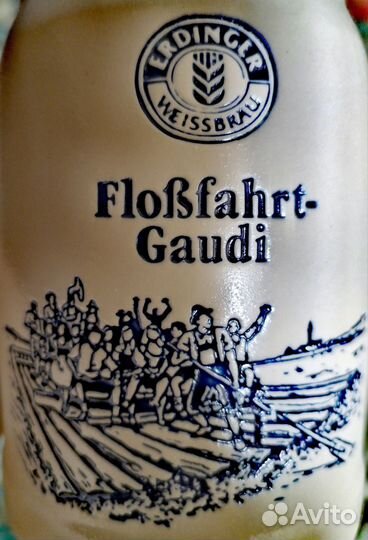 ERDINGER
WEISSBRÄU
Floßfahrt-
Gaudi
Avito